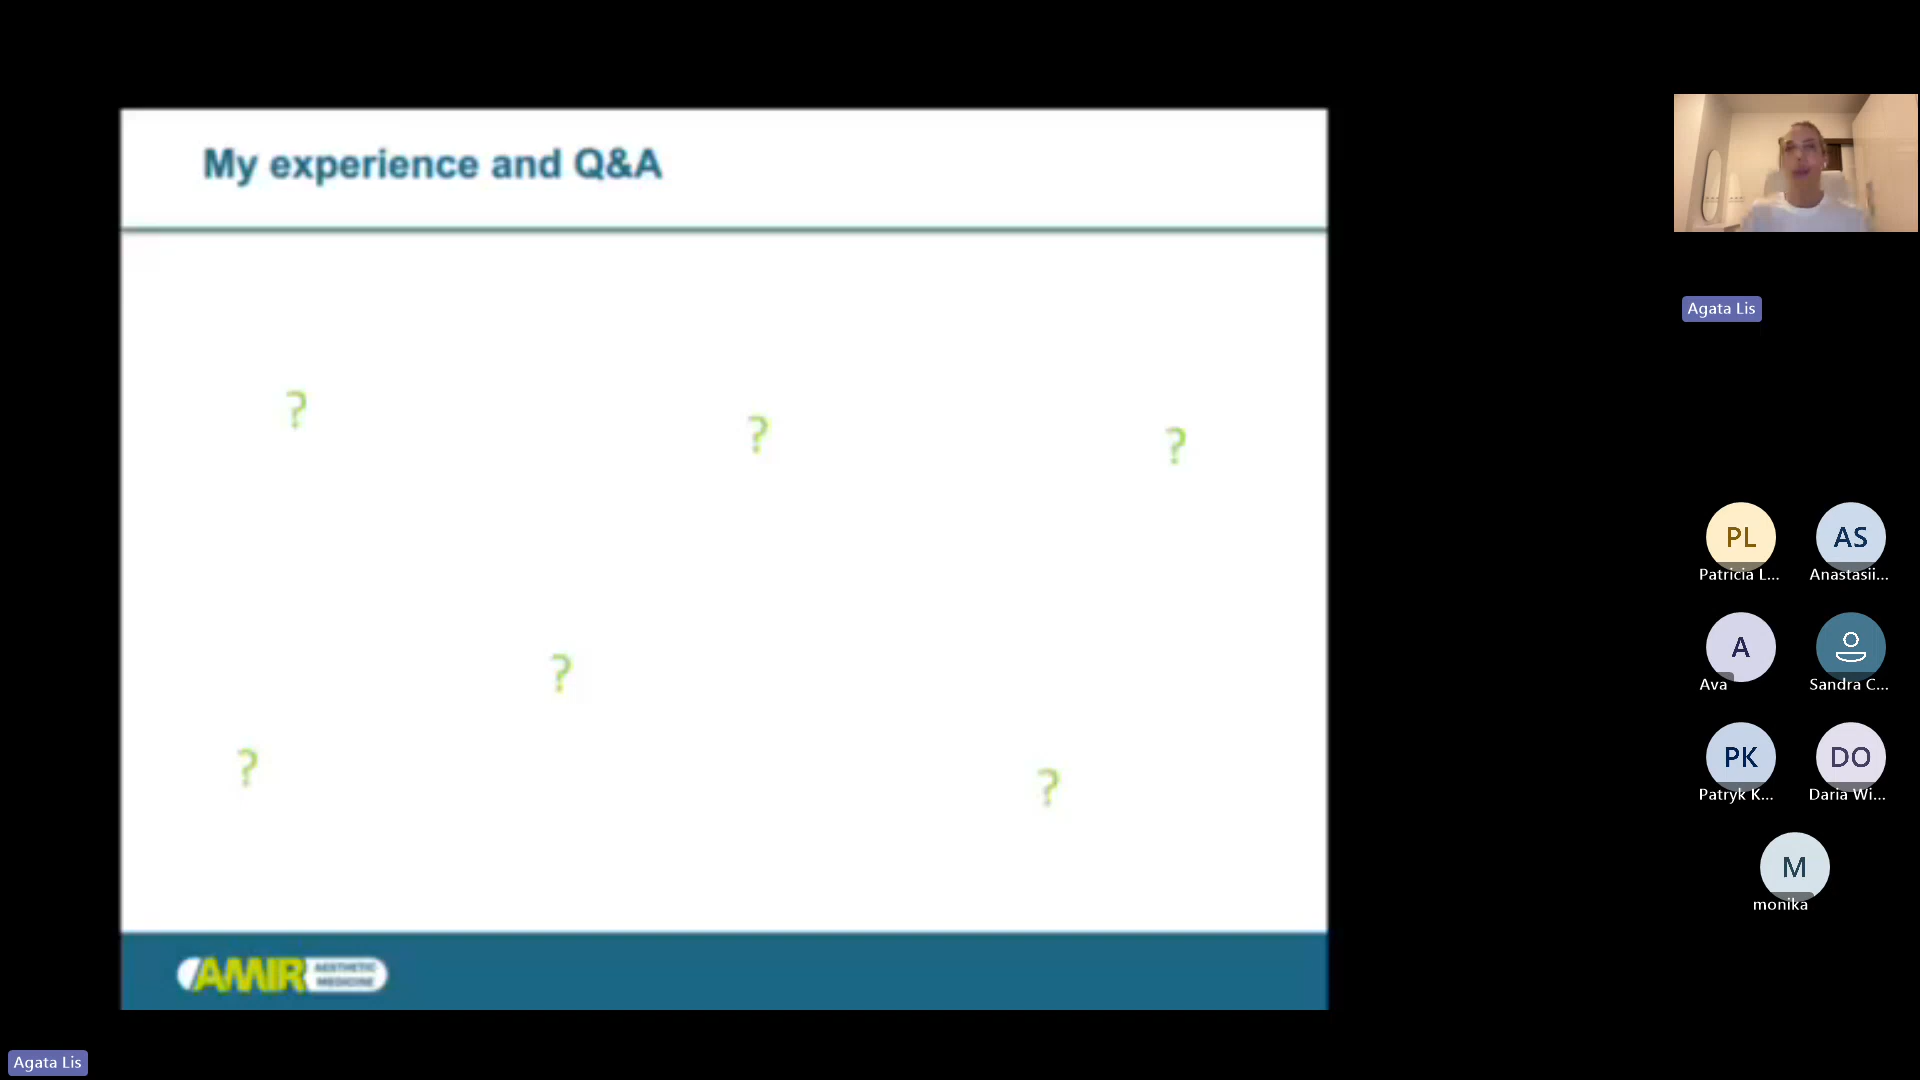 My experience and Q&A
?
?
?
?
?
?
AMIR AESTHETIC
MEDICINE
Agata Lis
PL
Patricia L...
AS
Anastasii...
A
Ava
Sandra C...
PK
Patryk K...
DO
Daria Wi...
M
monika
Agata Lis